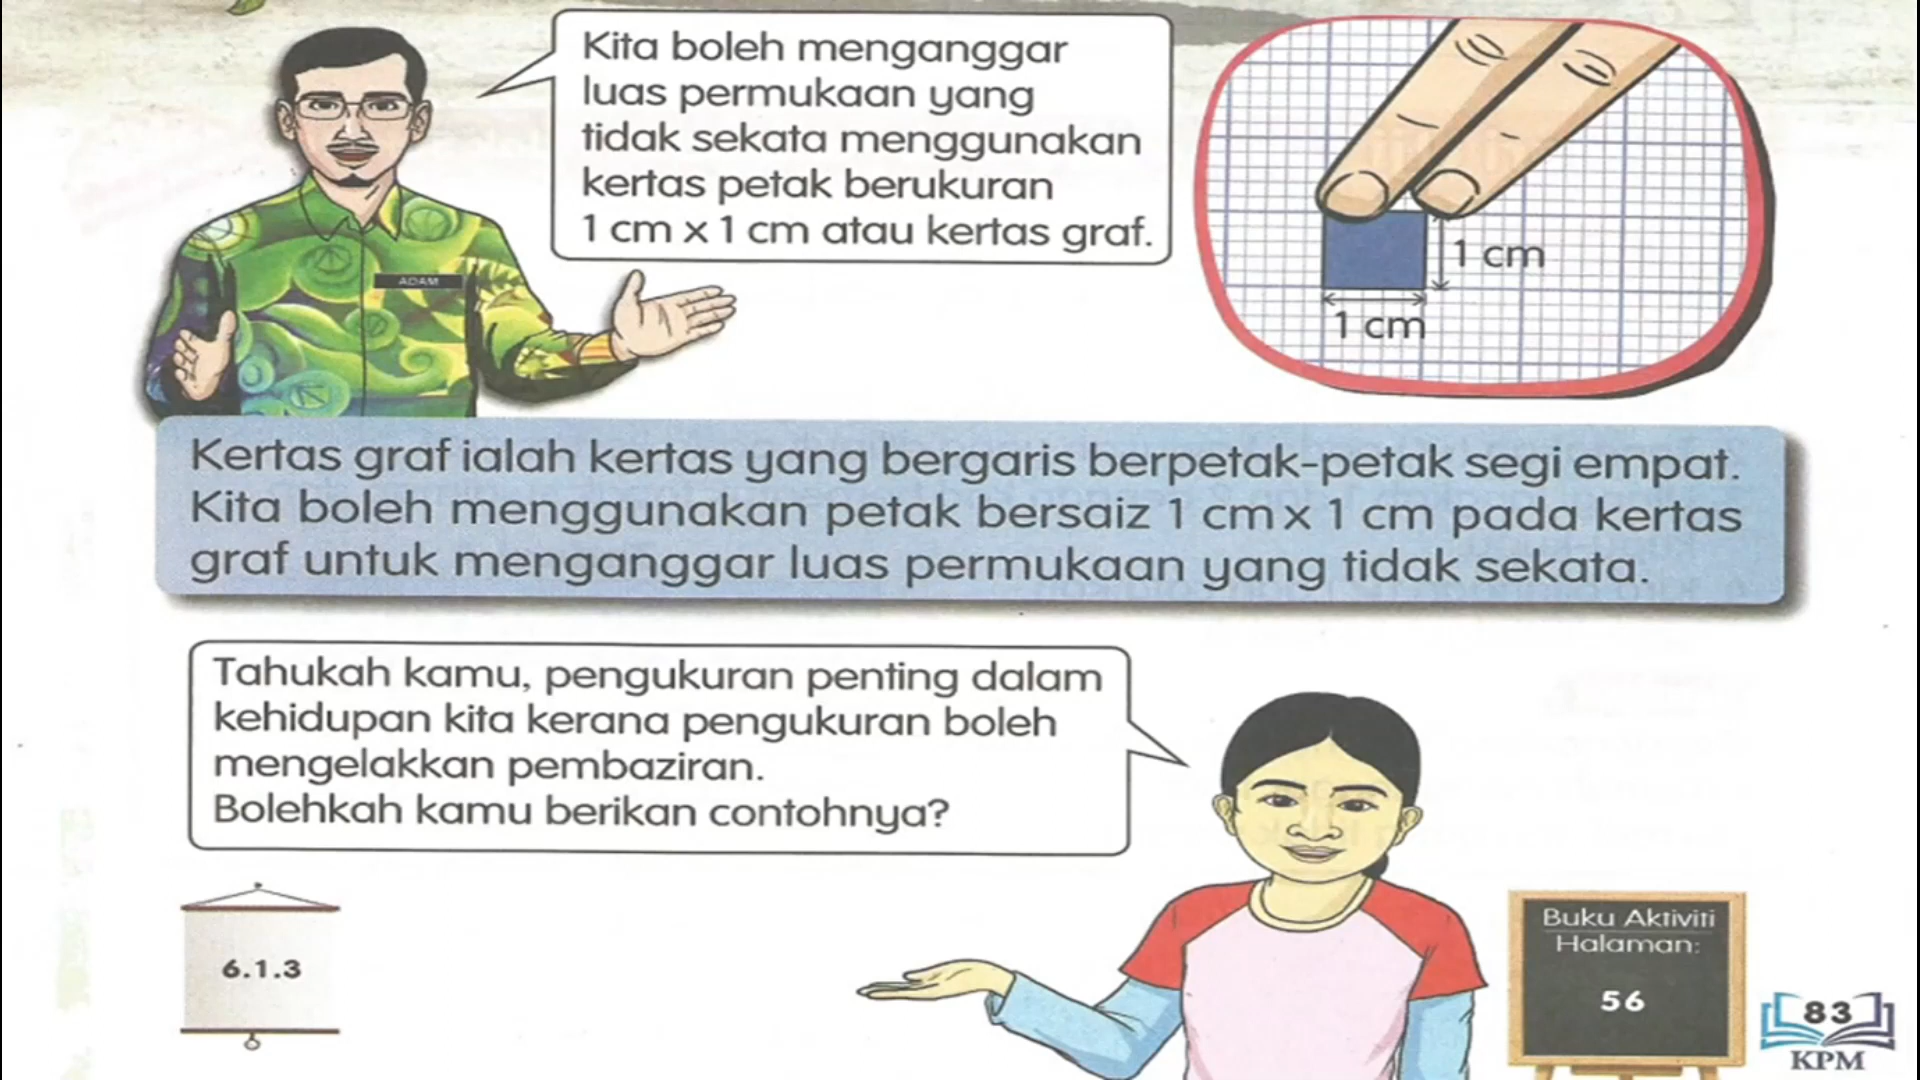 Kita boleh menganggar
luas permukaan yang
tidak sekata menggunakan
kertas petak berukuran
1 cm x 1 cm atau kertas graf.
ADAM
1 cm
1 cm
Kertas graf ialah kertas yang bergaris berpetak-petak segi empat.
Kita boleh menggunakan petak bersaiz 1 cm x 1 cm pada kertas
graf untuk menganggar luas permukaan yang tidak sekata.
Tahukah kamu, pengukuran penting dalam
kehidupan kita kerana pengukuran boleh
mengelakkan pembaziran.
Bolehkah kamu berikan contohnya?
6.1.3
Buku Aktiviti
Halaman:
56
83
KPM